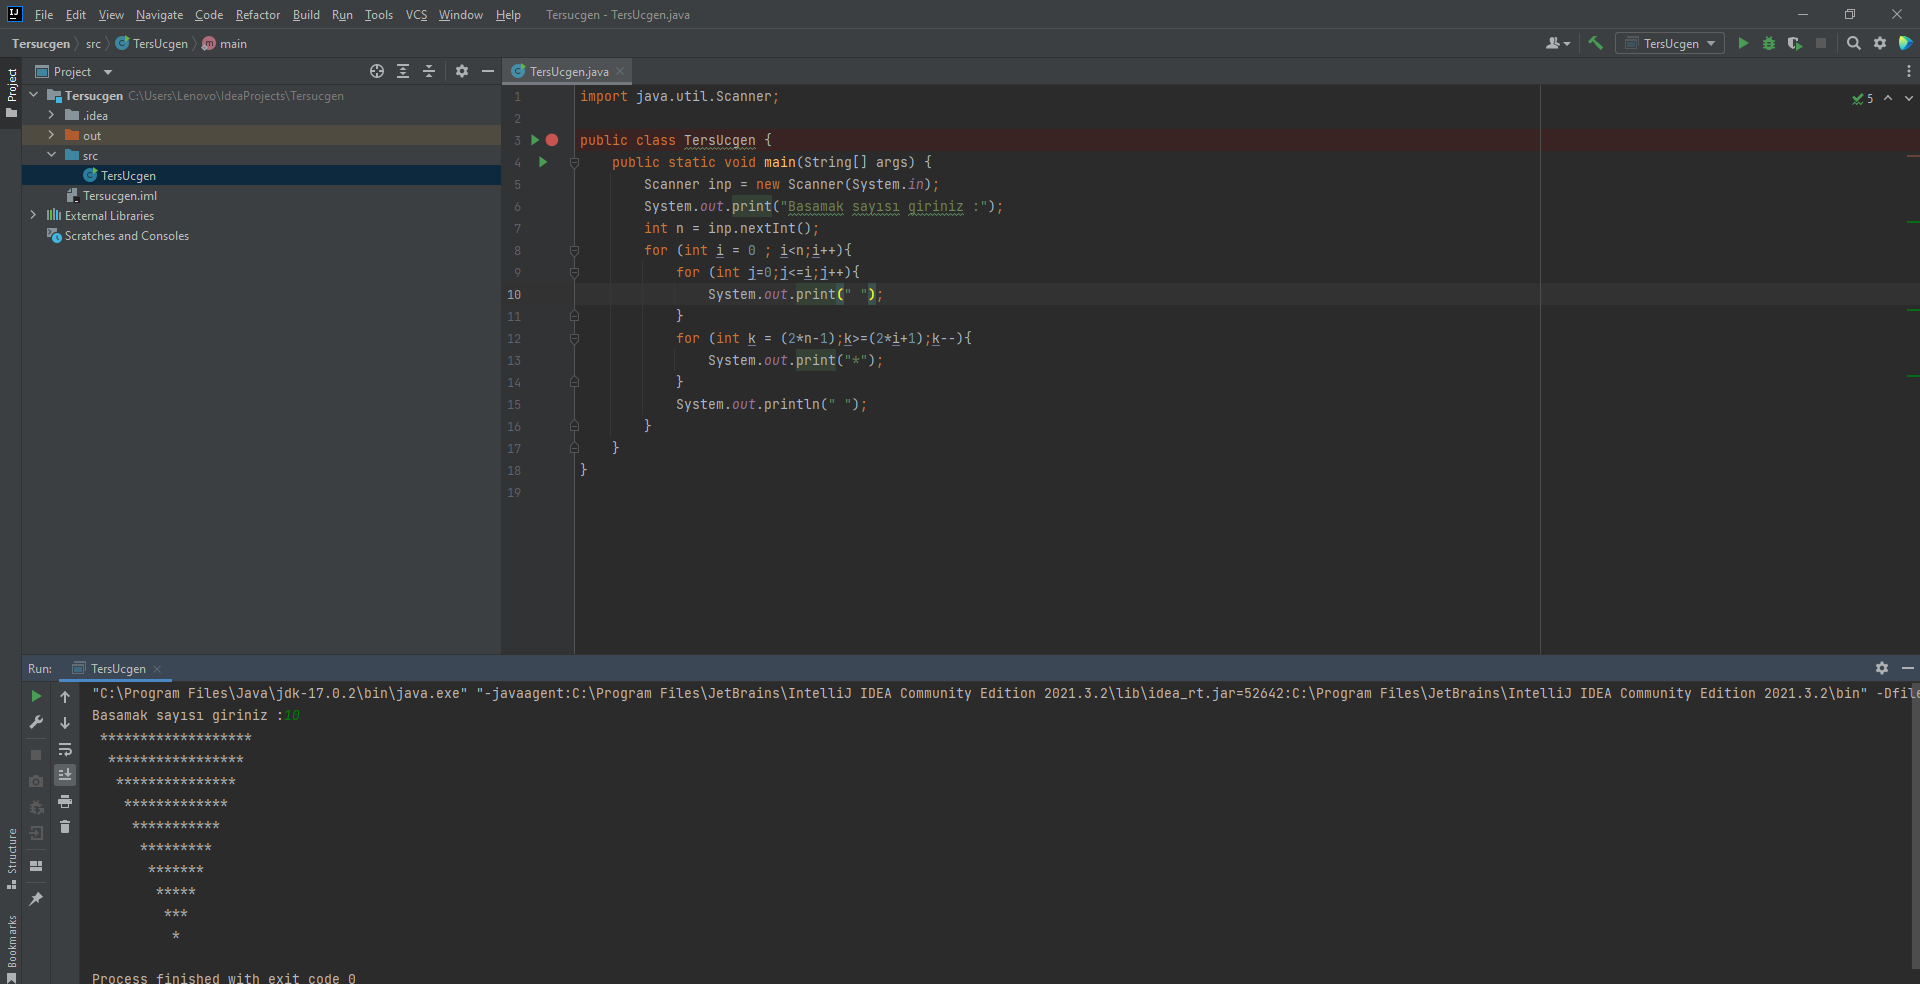 File Edit View Navigate Code Refactor Build Run Tools VCS Window Help Tersucgen - TersUcgen.java
Tersucgen src TersUcgen main TersUcgen
Project
TersUcgen.java
Project
Tersucgen C:\Users\Lenovo\IdeaProjects\Tersucgen
.idea
out
src
TersUcgen
Tersucgen.iml
External Libraries
Scratches and Consoles
5
1 import java.util.Scanner;
2
3 public class TersUcgen {
4 public static void main(String[] args) {
5 Scanner inp = new Scanner(System.in);
6 System.out.print("Basamak sayısı giriniz :");
7 int n = inp.nextInt();
8 for (int i = 0 ; i<n;i++){
9 for (int j=0;j<=i;j++){
10 System.out.print(" ");
11 }
12 for (int k = (2*n-1);k>=(2*i+1);k--){
13 System.out.print("*");
14 }
15 System.out.println(" ");
16 }
17 }
18 }
19
Run: TersUcgen
"C:\Program Files\Java\jdk-17.0.2\bin\java.exe" "-javaagent:C:\Program Files\JetBrains\IntelliJ IDEA Community Edition 2021.3.2\lib\idea_rt.jar=52642:C:\Program Files\JetBrains\IntelliJ IDEA Community Edition 2021.3.2\bin" -Dfile
Basamak sayısı giriniz :10
*******************
*****************
***************
*************
***********
*********
*******
*****
***
*
Process finished with exit code 0
Structure
Bookmarks